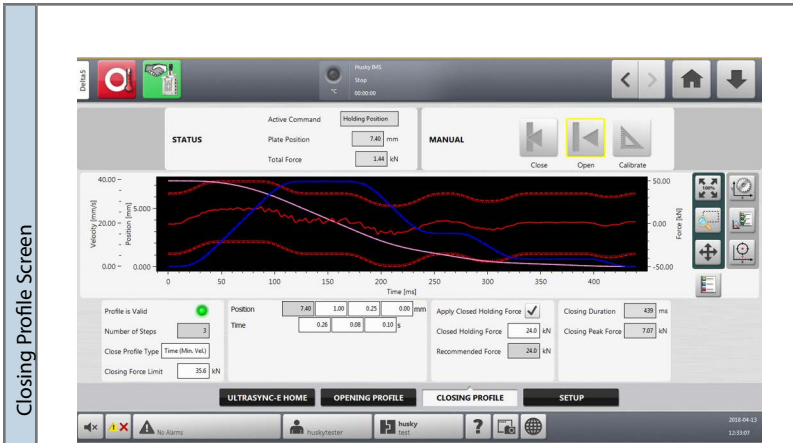 Closing Profile Screen
Delta5
Husky IMS
Stop
°C 00:00:00
STATUS
Active Command Holding Position
Plate Position 7.40 mm
Total Force 1.44 kN
MANUAL
Close Open Calibrate
Velocity [mm/s]
40.00
20.00
0.00
Position [mm]
5.000
0.000
50.00
0.00
-50.00
Force [kN]
0 50 100 150 200 250 300 350 400
Time [ms]
100%
Profile is Valid
Number of Steps 3
Close Profile Type Time (Min. Vel.)
Closing Force Limit 35.6 kN
Position 7.40 1.00 0.25 0.00 mm
Time 0.26 0.08 0.10 s
Apply Closed Holding Force
Closed Holding Force 24.0 kN
Recommended Force 24.0 kN
Closing Duration 439 ms
Closing Peak Force 7.07 kN
ULTRASYNC-E HOME OPENING PROFILE CLOSING PROFILE SETUP
No Alarms
huskytester
husky
test
?
2018-04-13
12:33:07